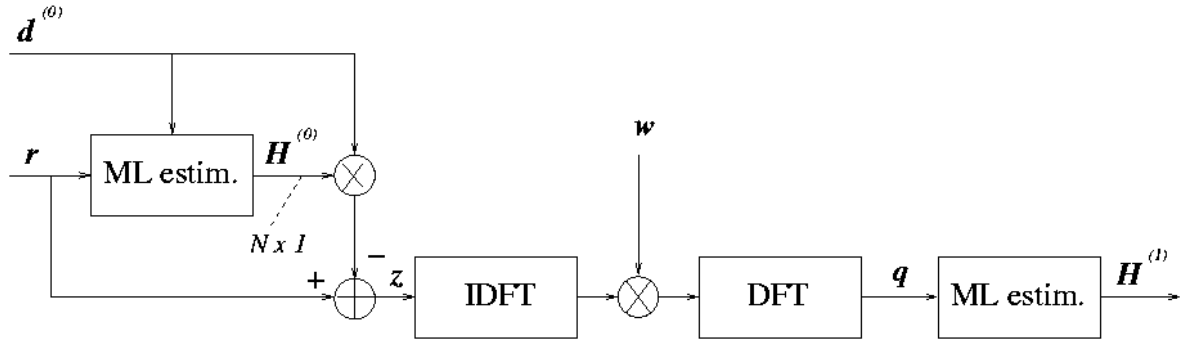 d (0)
r
ML estim.
H (0)
N x 1
w
+
−
z
IDFT
DFT
q
ML estim.
H (1)